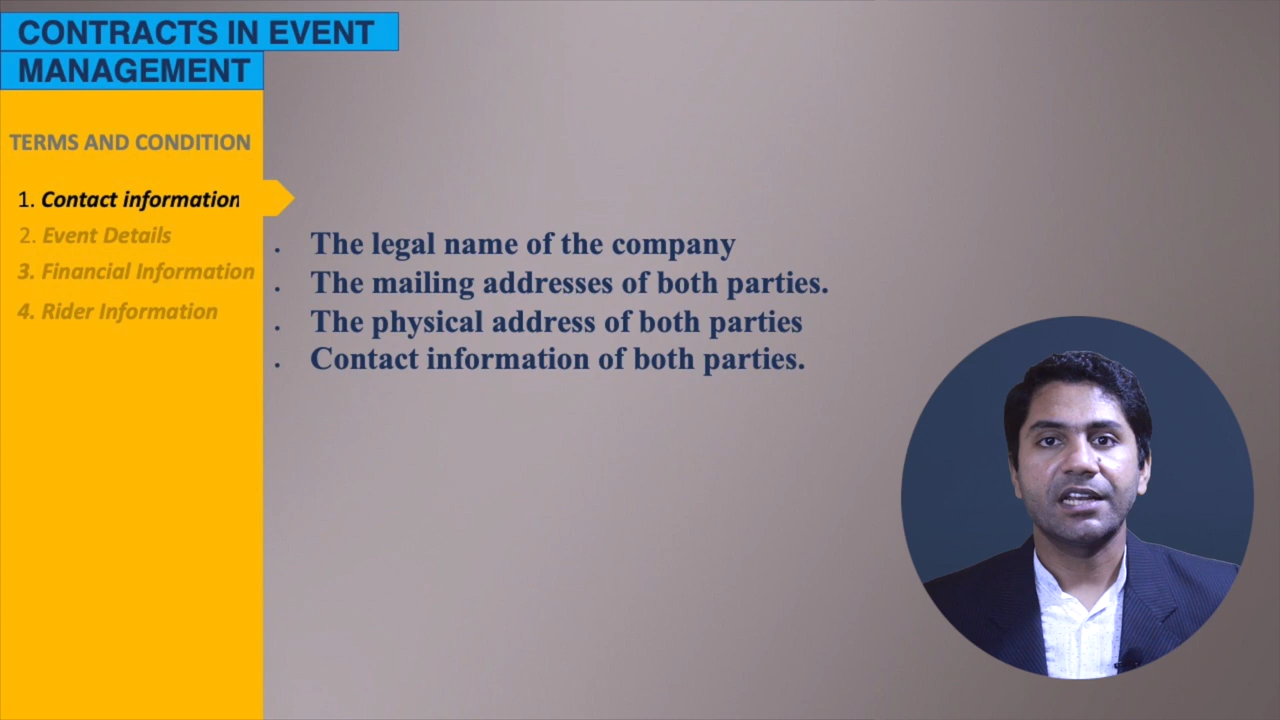 CONTRACTS IN EVENT
MANAGEMENT
TERMS AND CONDITION
1. Contact information
2. Event Details
3. Financial Information
4. Rider Information
. The legal name of the company
. The mailing addresses of both parties.
. The physical address of both parties
. Contact information of both parties.